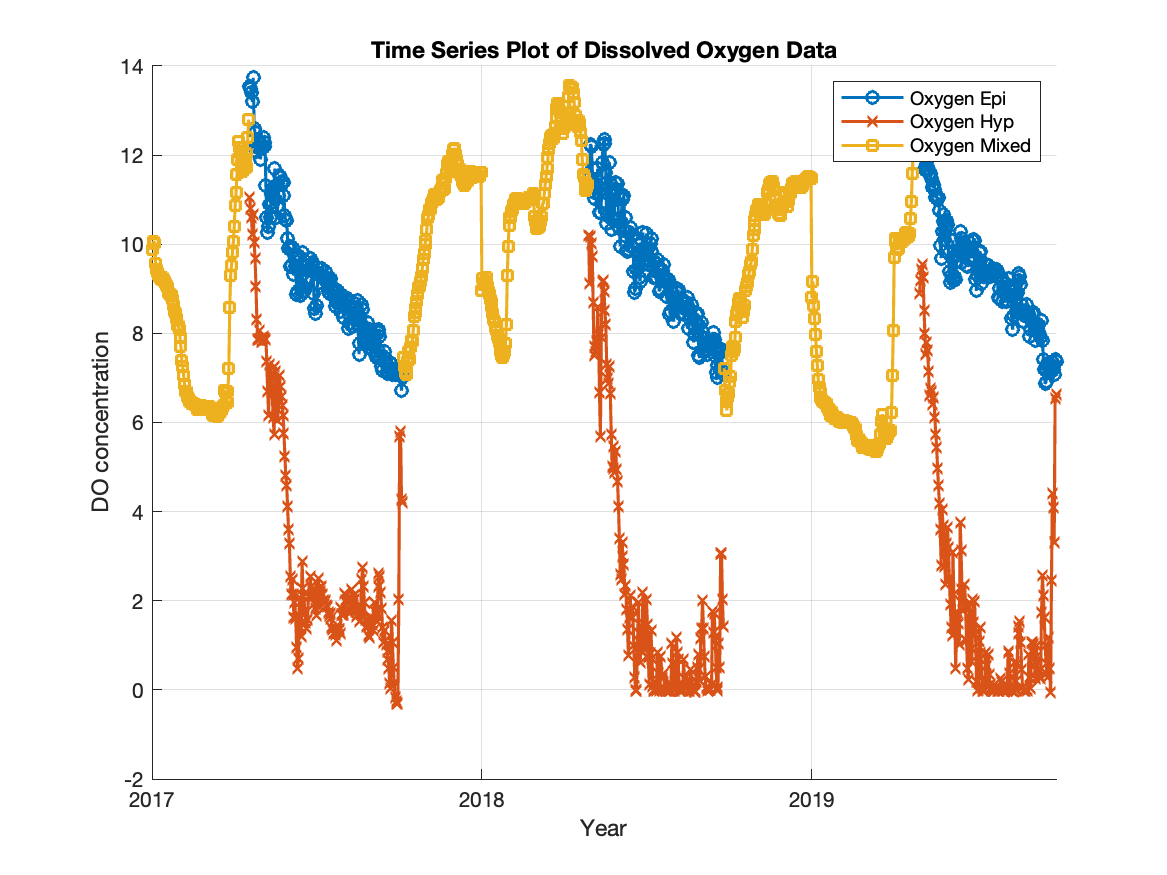 Time Series Plot of Dissolved Oxygen Data
Oxygen Epi
Oxygen Hyp
Oxygen Mixed
14
12
10
8
6
4
2
0
-2
DO concentration
2017
2018
2019
Year